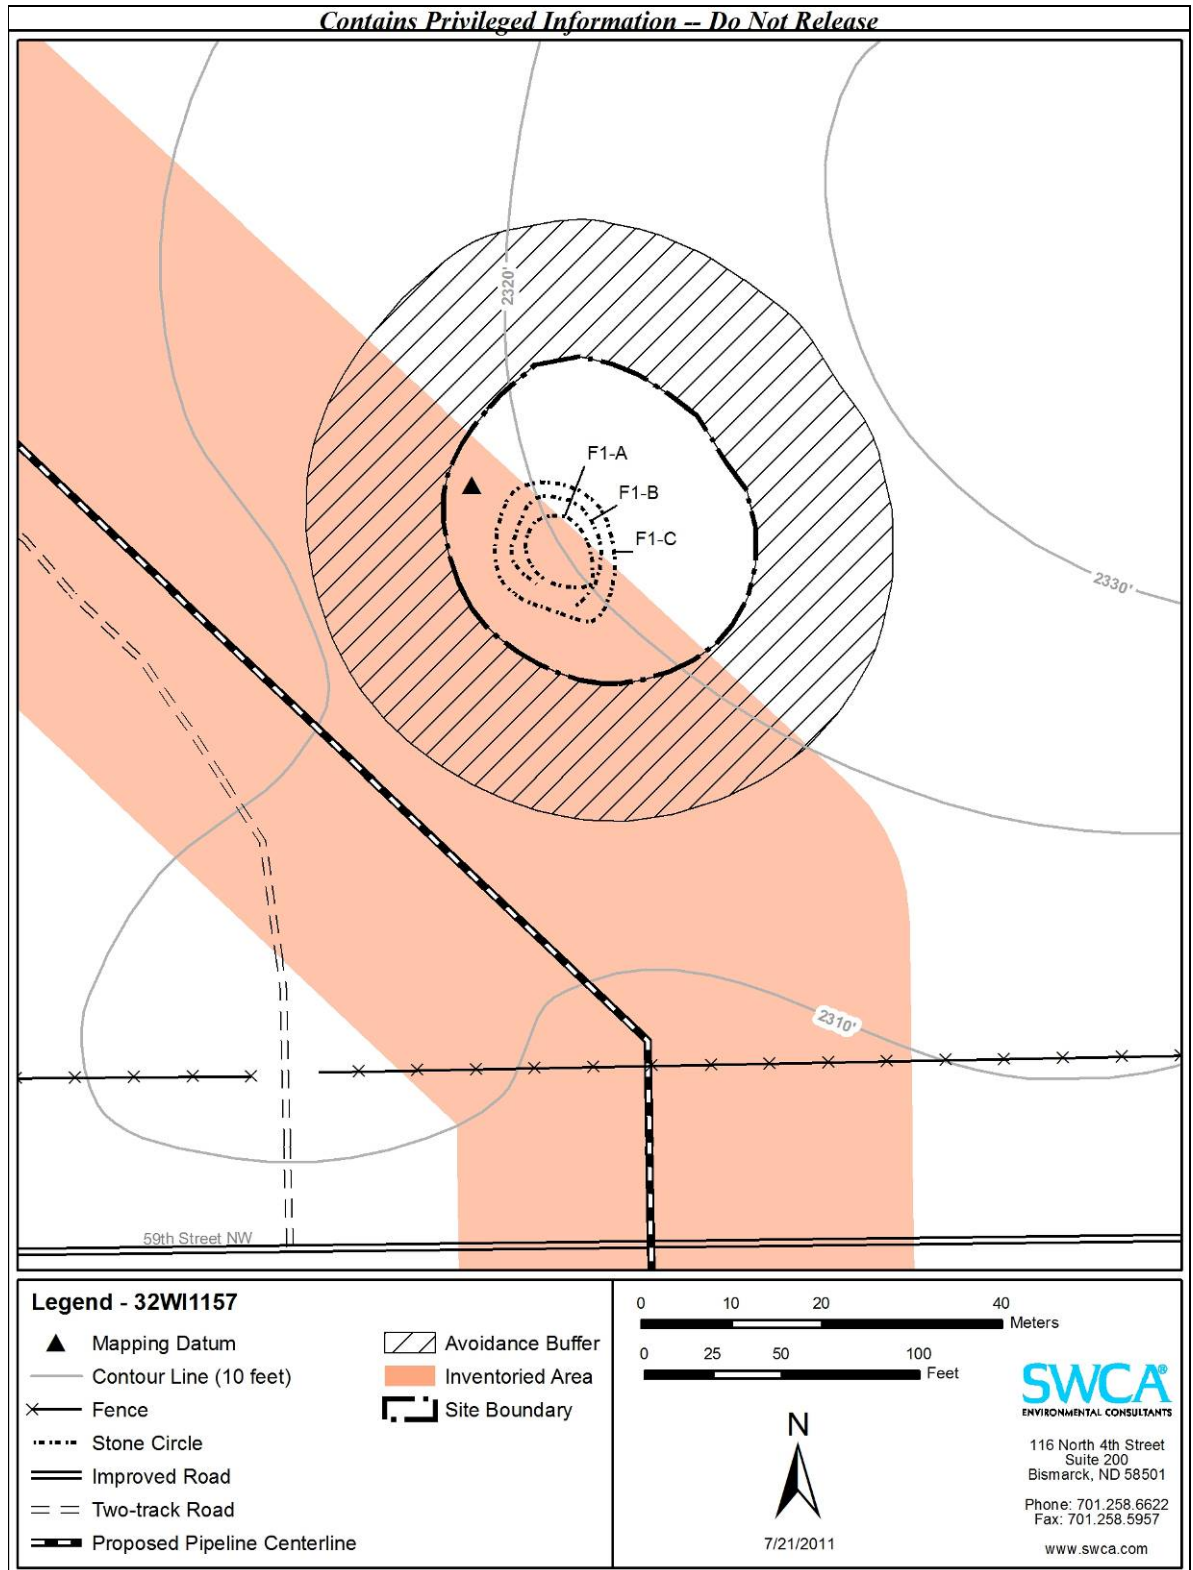 Contains Privileged Information -- Do Not Release
2320'
F1-A
F1-B
F1-C
2330'
2310'
59th Street NW
Legend - 32WI1157
Mapping Datum
Contour Line (10 feet)
Fence
Stone Circle
Improved Road
Two-track Road
Proposed Pipeline Centerline
Avoidance Buffer
Inventoried Area
Site Boundary
0 10 20 40
Meters
0 25 50 100
Feet
N
7/21/2011
SWCA®
ENVIRONMENTAL CONSULTANTS
116 North 4th Street
Suite 200
Bismarck, ND 58501
Phone: 701.258.6622
Fax: 701.258.5957
www.swca.com